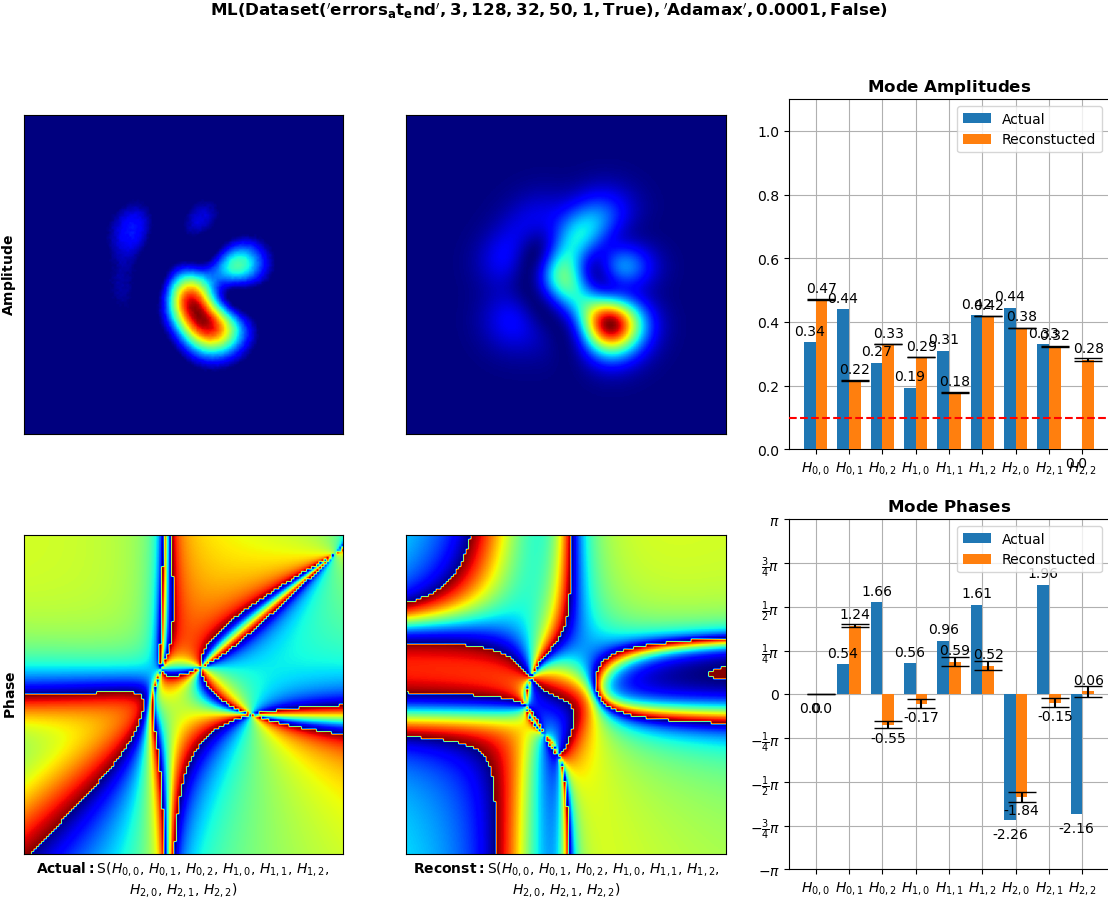 ML(Dataset('errors_at_end', 3, 128, 32, 50, 1, True), 'Adamax', 0.0001, False)
Amplitude
Mode Amplitudes
Actual
Reconstucted
1.0
0.8
0.6
0.4
0.2
0.0
0.34 0.47 0.44 0.22 0.27 0.33 0.19 0.29 0.31 0.18 0.42 0.42 0.44 0.38 0.33 0.32 0.0 0.28
H0,0 H0,1 H0,2 H1,0 H1,1 H1,2 H2,0 H2,1 H2,2
Phase
Mode Phases
Actual
Reconstucted
π
3/4π
1/2π
1/4π
0
−1/4π
−1/2π
−3/4π
−π
0.0 0.0 0.54 1.24 1.66 -0.55 0.56 -0.17 0.96 0.59 1.61 0.52 -2.26 -1.84 1.96 -0.15 -2.16 0.06
H0,0 H0,1 H0,2 H1,0 H1,1 H1,2 H2,0 H2,1 H2,2
Actual: S(H0,0, H0,1, H0,2, H1,0, H1,1, H1,2,
H2,0, H2,1, H2,2)
Reconst: S(H0,0, H0,1, H0,2, H1,0, H1,1, H1,2,
H2,0, H2,1, H2,2)